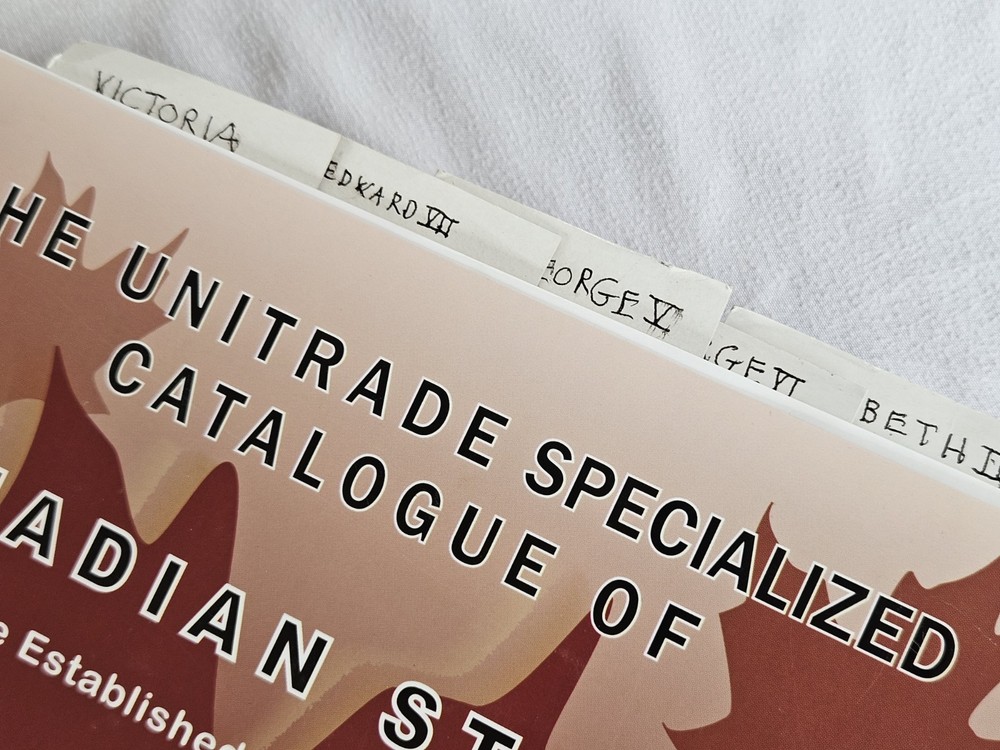 VICTORIA
EDWARD VII
ORGE V
GE VI
BETH II
HE UNITRADE SPECIALIZED
CATALOGUE OF
ADIAN ST
e Established